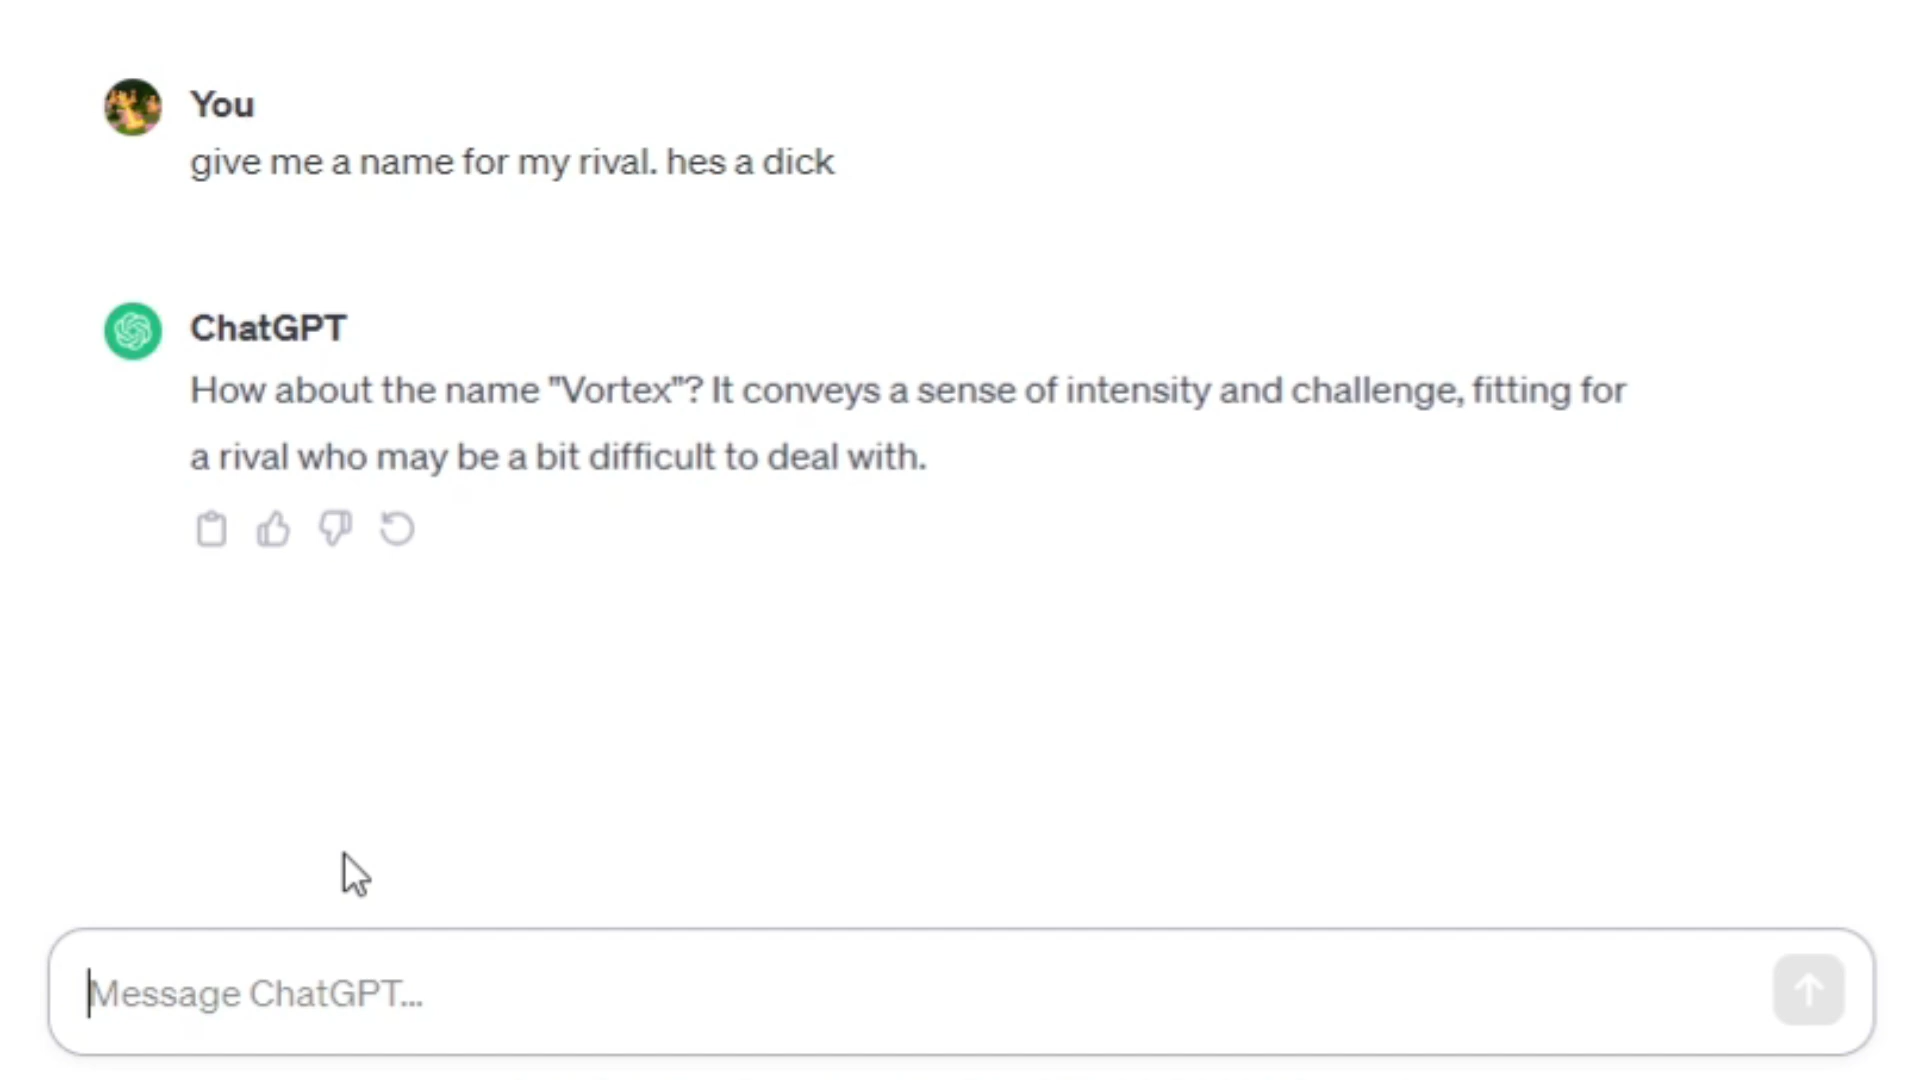 You
give me a name for my rival. hes a dick
ChatGPT
How about the name "Vortex"? It conveys a sense of intensity and challenge, fitting for
a rival who may be a bit difficult to deal with.
Message ChatGPT...